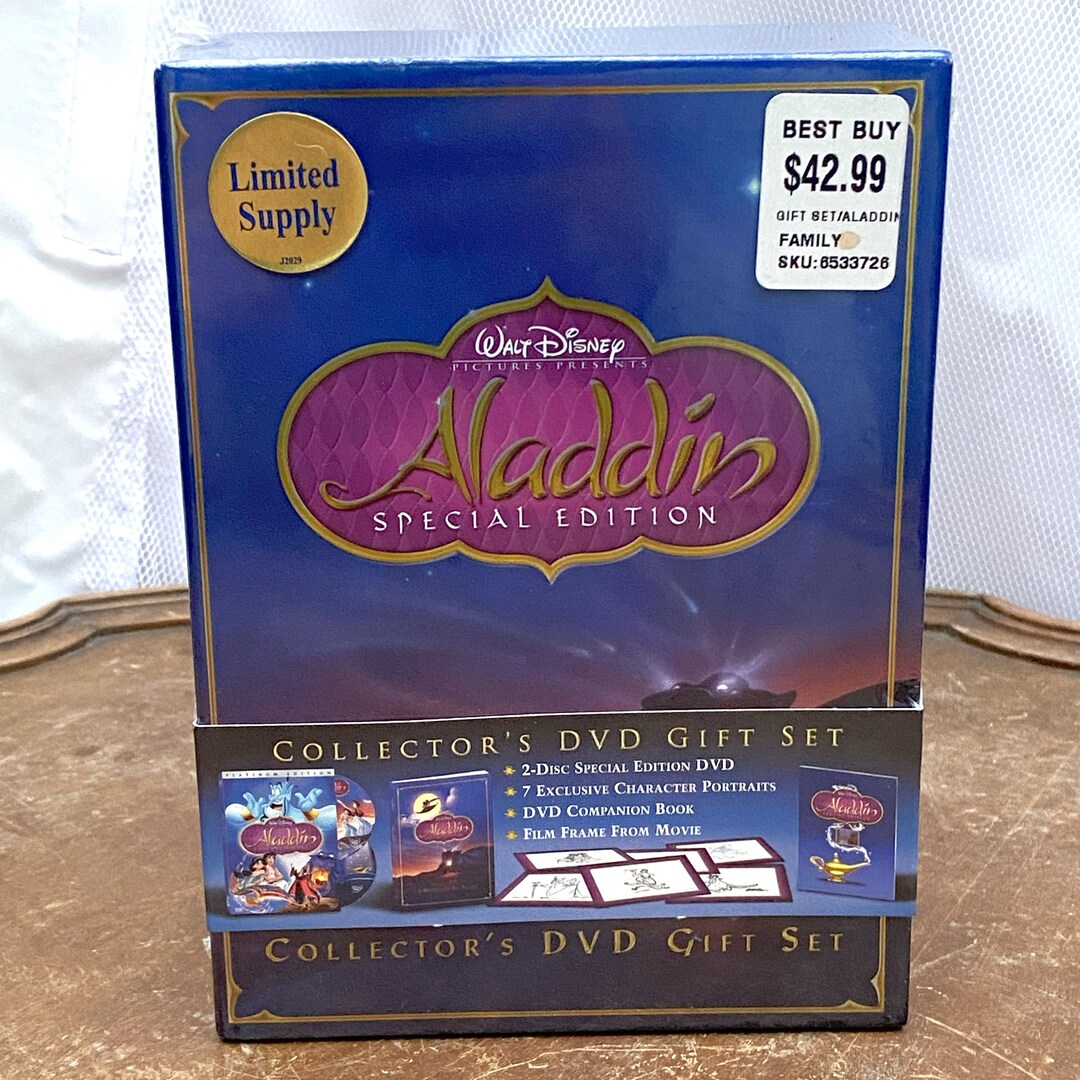 Limited
Supply
J2029
BEST BUY
$42.99
GIFT SET/ALADDIN
FAMILY
SKU:6533726
WALT DISNEY
PICTURES PRESENTS
Aladdin
SPECIAL EDITION
COLLECTOR'S DVD GIFT SET
PLATINUM EDITION
Aladdin
Aladdin
2-DISC SPECIAL EDITION DVD
7 EXCLUSIVE CHARACTER PORTRAITS
DVD COMPANION BOOK
FILM FRAME FROM MOVIE
Aladdin
COLLECTOR'S DVD GIFT SET